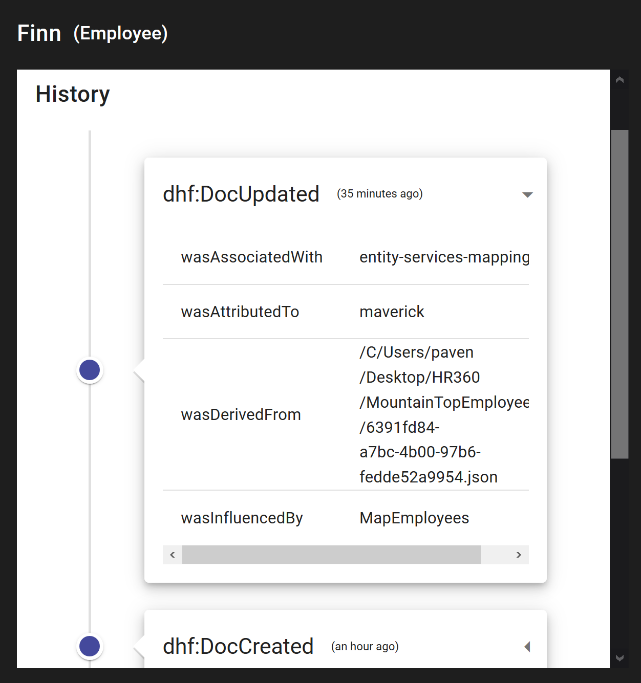 Finn (Employee)
History
dhf:DocUpdated (35 minutes ago)
wasAssociatedWith entity-services-mapping
wasAttributedTo maverick
wasDerivedFrom /C/Users/paven
/Desktop/HR360
/MountainTopEmployee
/6391fd84-
a7bc-4b00-97b6-
fedde52a9954.json
wasInfluencedBy MapEmployees
dhf:DocCreated (an hour ago)